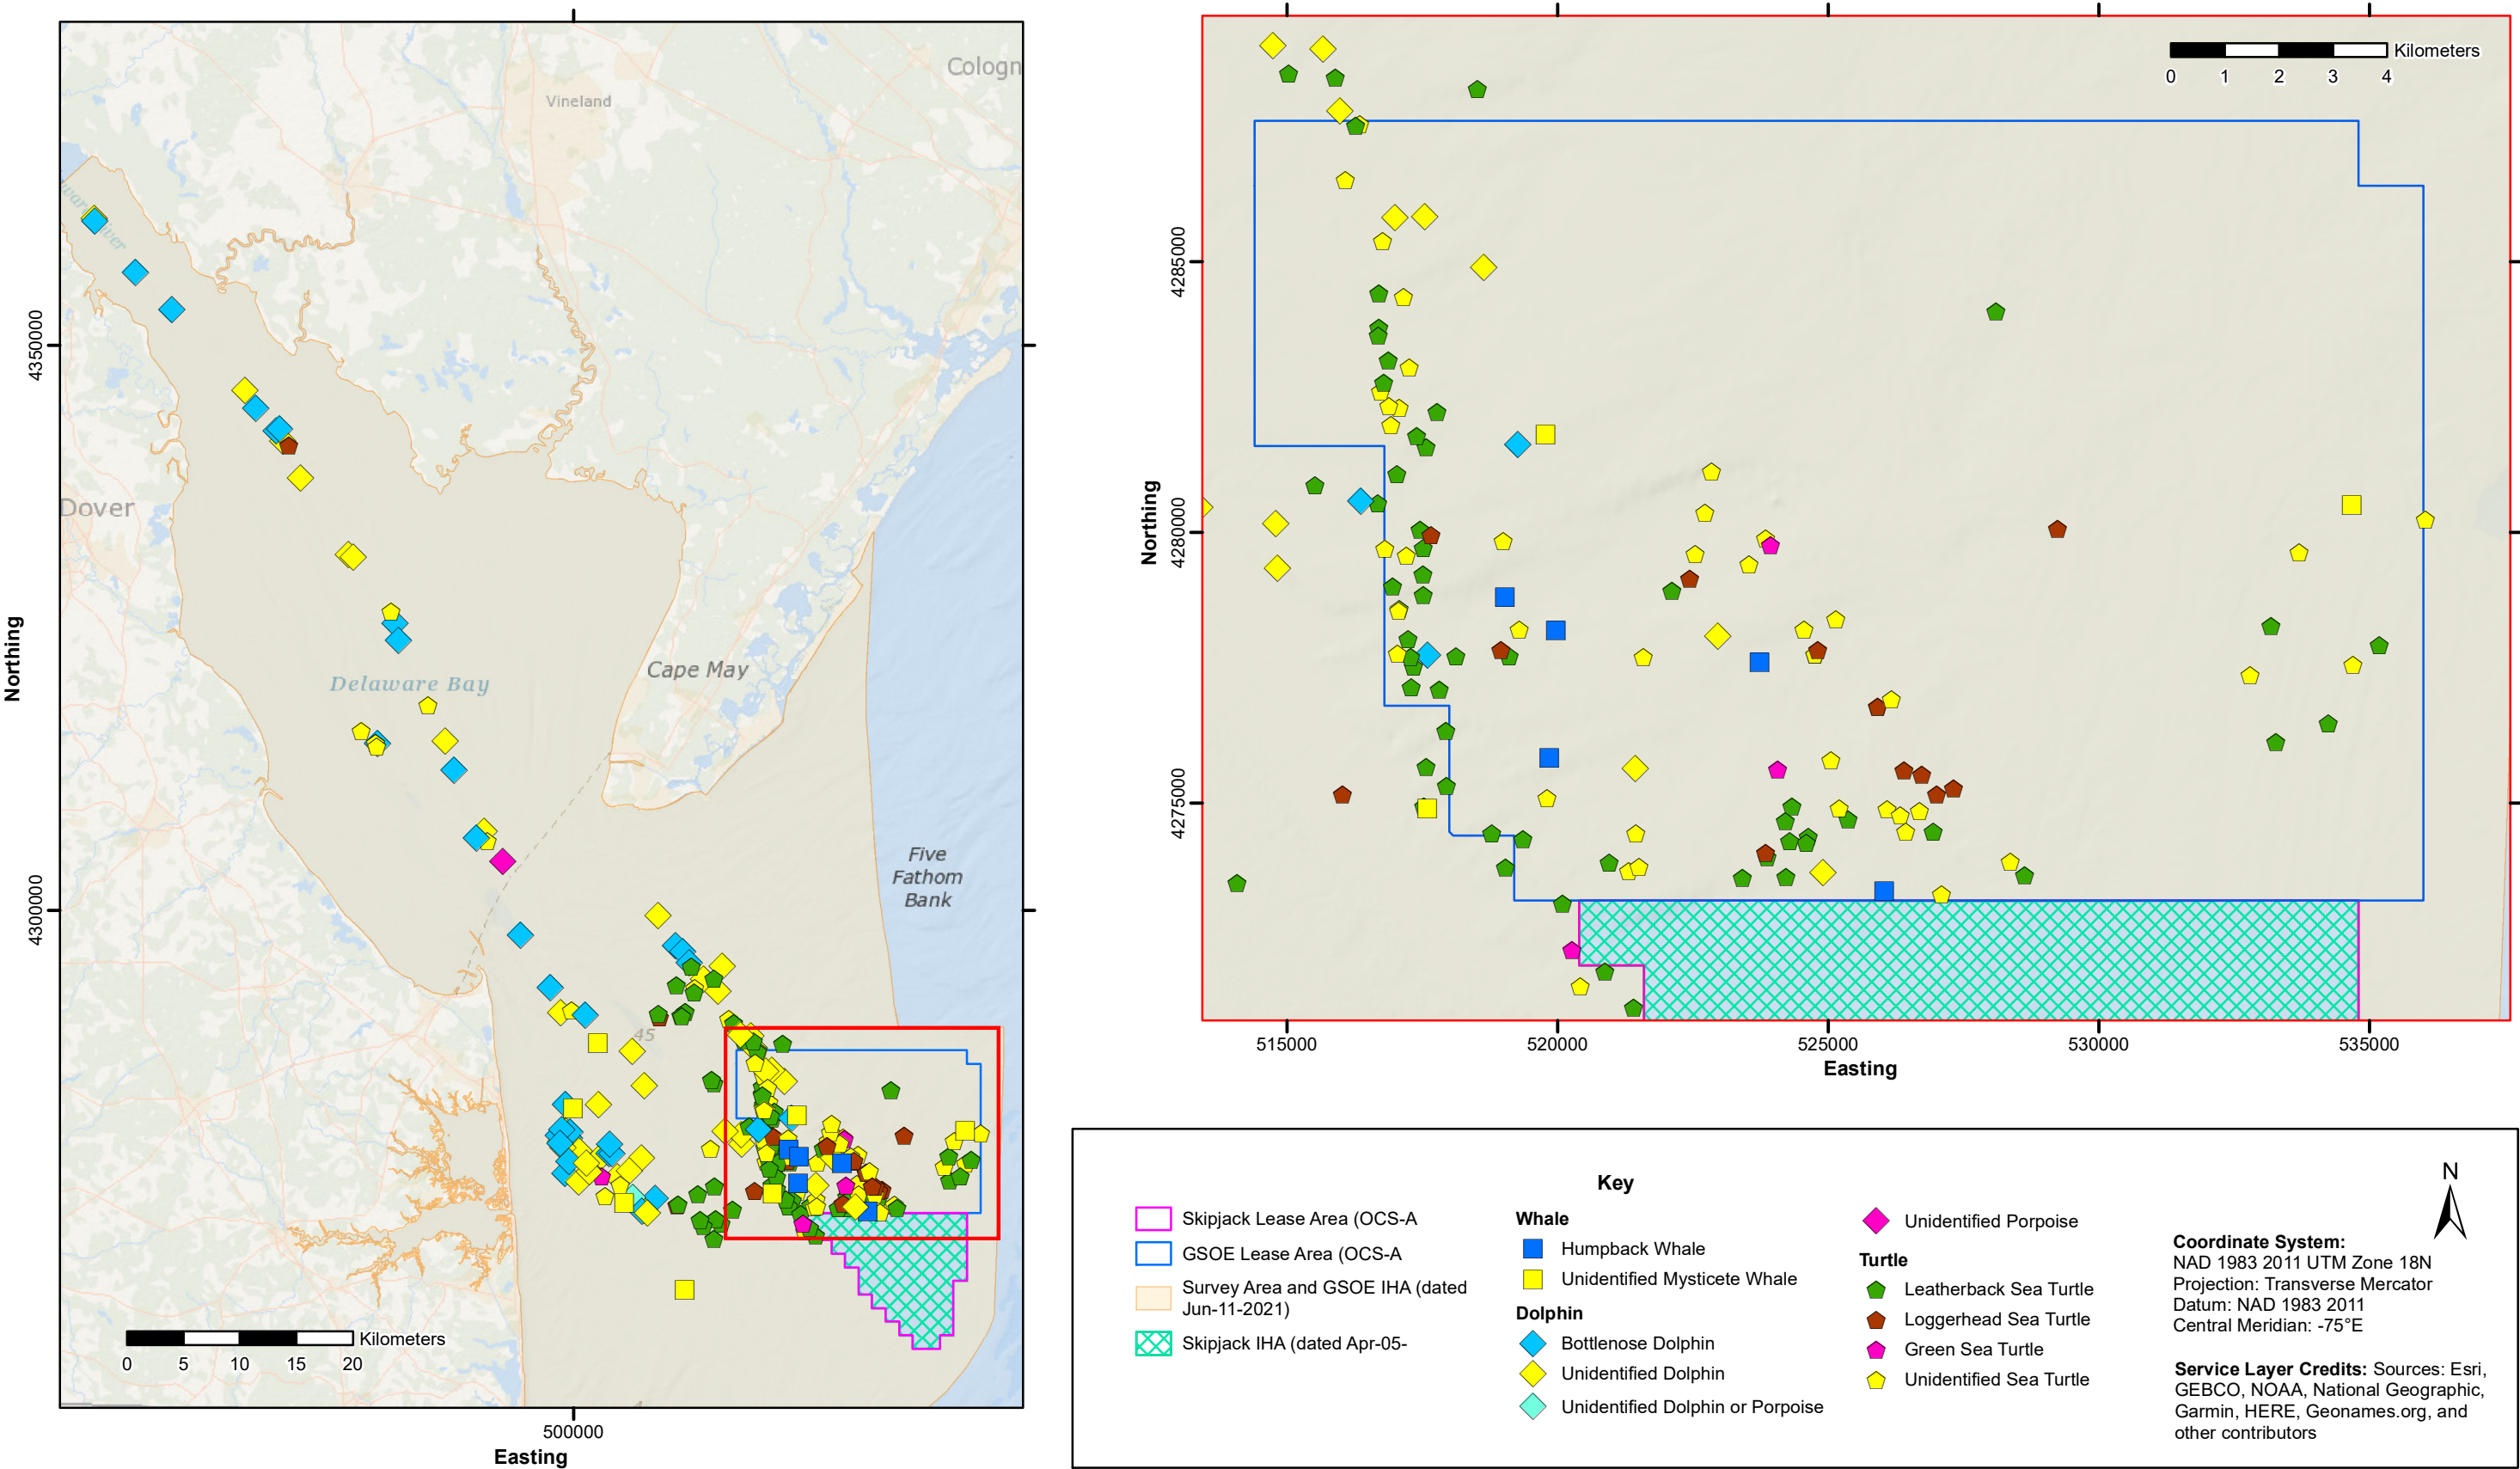 Cologn
Vineland
Dover
Delaware Bay
Cape May
Five
Fathom
Bank
45
Northing
4350000
4300000
Kilometers
0 5 10 15 20
500000
Easting
Kilometers
0 1 2 3 4
Northing
4285000
4280000
4275000
515000 520000 525000 530000 535000
Easting
Key
Skipjack Lease Area (OCS-A
GSOE Lease Area (OCS-A
Survey Area and GSOE IHA (dated
Jun-11-2021)
Skipjack IHA (dated Apr-05-
Whale
Humpback Whale
Unidentified Mysticete Whale
Dolphin
Bottlenose Dolphin
Unidentified Dolphin
Unidentified Dolphin or Porpoise
Unidentified Porpoise
Turtle
Leatherback Sea Turtle
Loggerhead Sea Turtle
Green Sea Turtle
Unidentified Sea Turtle
N
Coordinate System:
NAD 1983 2011 UTM Zone 18N
Projection: Transverse Mercator
Datum: NAD 1983 2011
Central Meridian: -75°E
Service Layer Credits: Sources: Esri,
GEBCO, NOAA, National Geographic,
Garmin, HERE, Geonames.org, and
other contributors